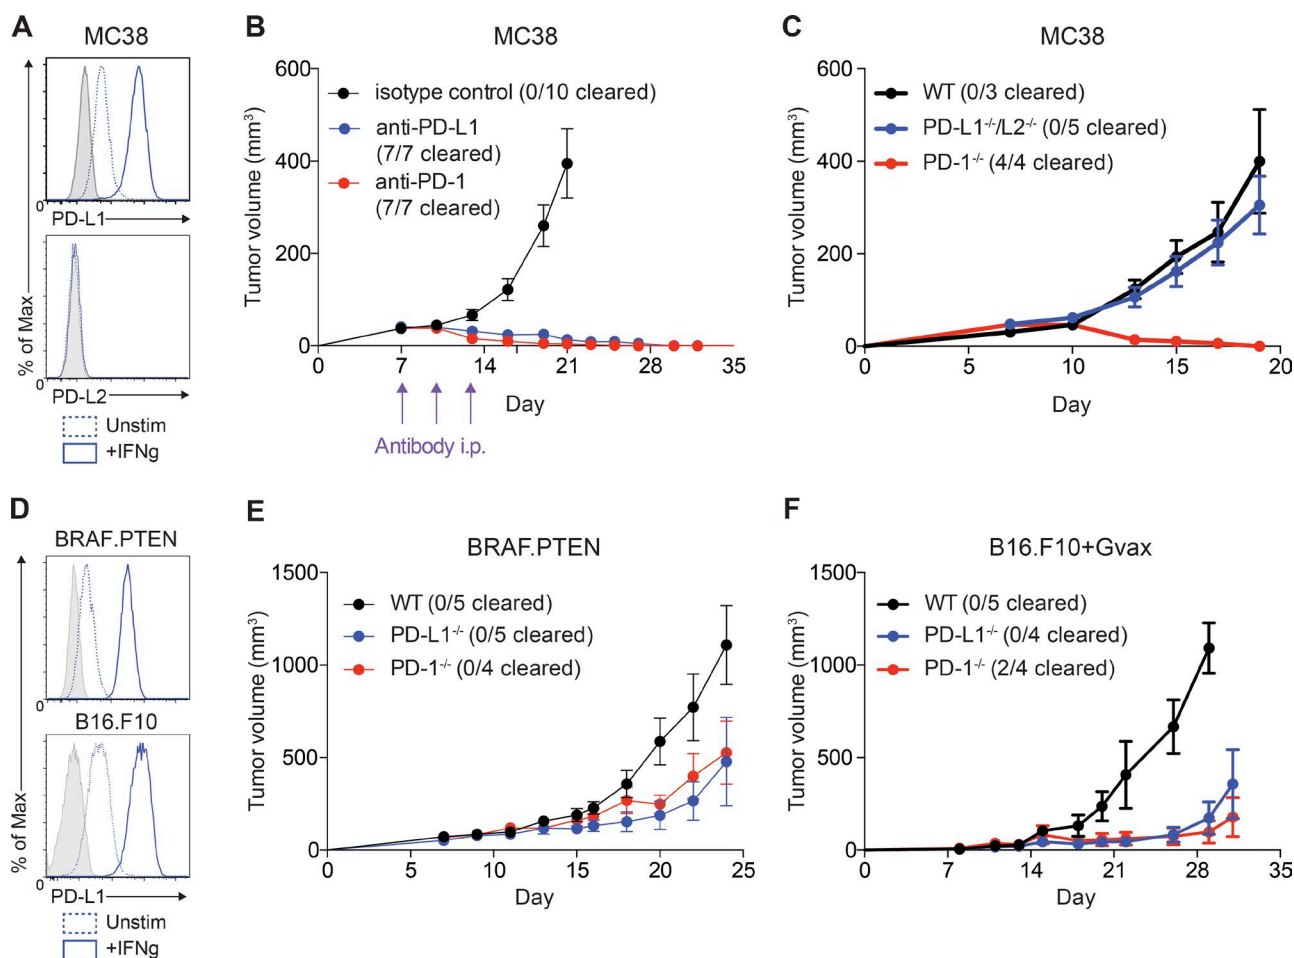 A
MC38
0
PD-L1
0
PD-L2
% of Max
Unstim
+IFNg
B
MC38
Tumor volume (mm³)
600
400
200
0
isotype control (0/10 cleared)
anti-PD-L1
(7/7 cleared)
anti-PD-1
(7/7 cleared)
0 7 14 21 28 35
Day
Antibody i.p.
C
MC38
Tumor volume (mm³)
600
400
200
0
WT (0/3 cleared)
PD-L1⁻/⁻/L2⁻/⁻ (0/5 cleared)
PD-1⁻/⁻ (4/4 cleared)
0 5 10 15 20
Day
D
BRAF.PTEN
0
B16.F10
0
PD-L1
% of Max
Unstim
+IFNg
E
BRAF.PTEN
Tumor volume (mm³)
1500
1000
500
0
WT (0/5 cleared)
PD-L1⁻/⁻ (0/5 cleared)
PD-1⁻/⁻ (0/4 cleared)
0 5 10 15 20 25
Day
F
B16.F10+Gvax
Tumor volume (mm³)
1500
1000
500
0
WT (0/5 cleared)
PD-L1⁻/⁻ (0/4 cleared)
PD-1⁻/⁻ (2/4 cleared)
0 7 14 21 28 35
Day